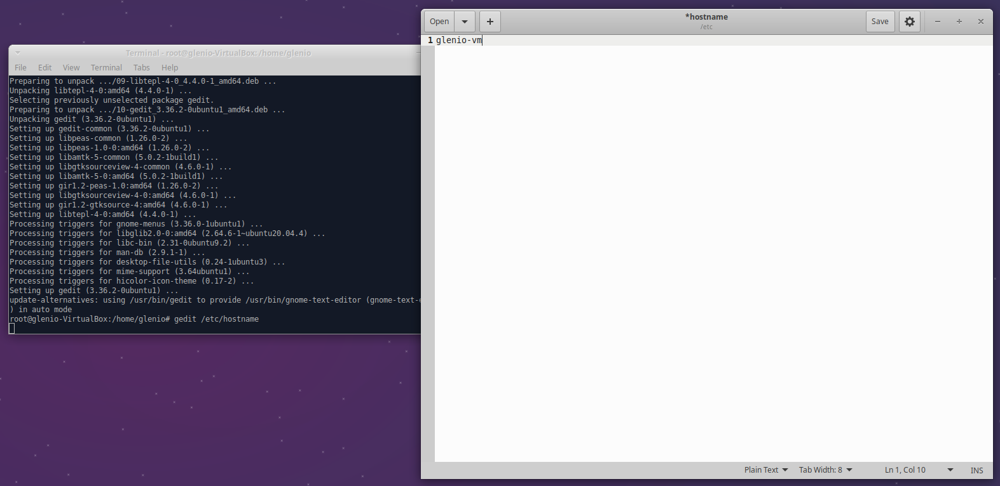 Terminal - root@glenio-VirtualBox: /home/glenio
File Edit View Terminal Tabs Help
Preparing to unpack .../09-libtepl-4-0_4.4.0-1_amd64.deb ...
Unpacking libtepl-4-0:amd64 (4.4.0-1) ...
Selecting previously unselected package gedit.
Preparing to unpack .../10-gedit_3.36.2-0ubuntu1_amd64.deb ...
Unpacking gedit (3.36.2-0ubuntu1) ...
Setting up gedit-common (3.36.2-0ubuntu1) ...
Setting up libpeas-common (1.26.0-2) ...
Setting up libpeas-1.0-0:amd64 (1.26.0-2) ...
Setting up libamtk-5-common (5.0.2-1build1) ...
Setting up libgtksourceview-4-common (4.6.0-1) ...
Setting up libamtk-5-0:amd64 (5.0.2-1build1) ...
Setting up gir1.2-peas-1.0:amd64 (1.26.0-2) ...
Setting up libgtksourceview-4-0:amd64 (4.6.0-1) ...
Setting up gir1.2-gtksource-4:amd64 (4.6.0-1) ...
Setting up libtepl-4-0:amd64 (4.4.0-1) ...
Processing triggers for gnome-menus (3.36.0-1ubuntu1) ...
Processing triggers for libglib2.0-0:amd64 (2.64.6-1~ubuntu20.04.4) ...
Processing triggers for libc-bin (2.31-0ubuntu9.2) ...
Processing triggers for man-db (2.9.1-1) ...
Processing triggers for desktop-file-utils (0.24-1ubuntu3) ...
Processing triggers for mime-support (3.64ubuntu1) ...
Processing triggers for hicolor-icon-theme (0.17-2) ...
Setting up gedit (3.36.2-0ubuntu1) ...
update-alternatives: using /usr/bin/gedit to provide /usr/bin/gnome-text-editor (gnome-text-e
) in auto mode
root@glenio-VirtualBox:/home/glenio# gedit /etc/hostname
Open + *hostname Save
/etc
1 glenio-vm
Plain Text Tab Width: 8 Ln 1, Col 10 INS